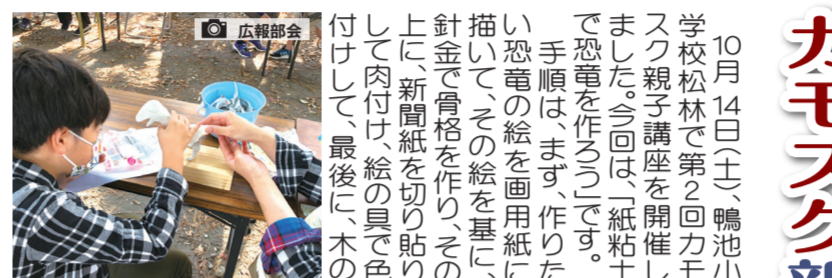 カモスク
10月14日(土)、鴨池小
学校松林で第2回カモ
スク親子講座を開催し
ました。今回は、「紙粘土
で恐竜を作ろう」です。
手順は、まず、作りた
い恐竜の絵を画用紙に
描いて、その絵を基に、
針金で骨格を作り、その
上に、新聞紙を切り貼り
して肉付け、絵の具で色
付けして、最後に、木の
広報部会